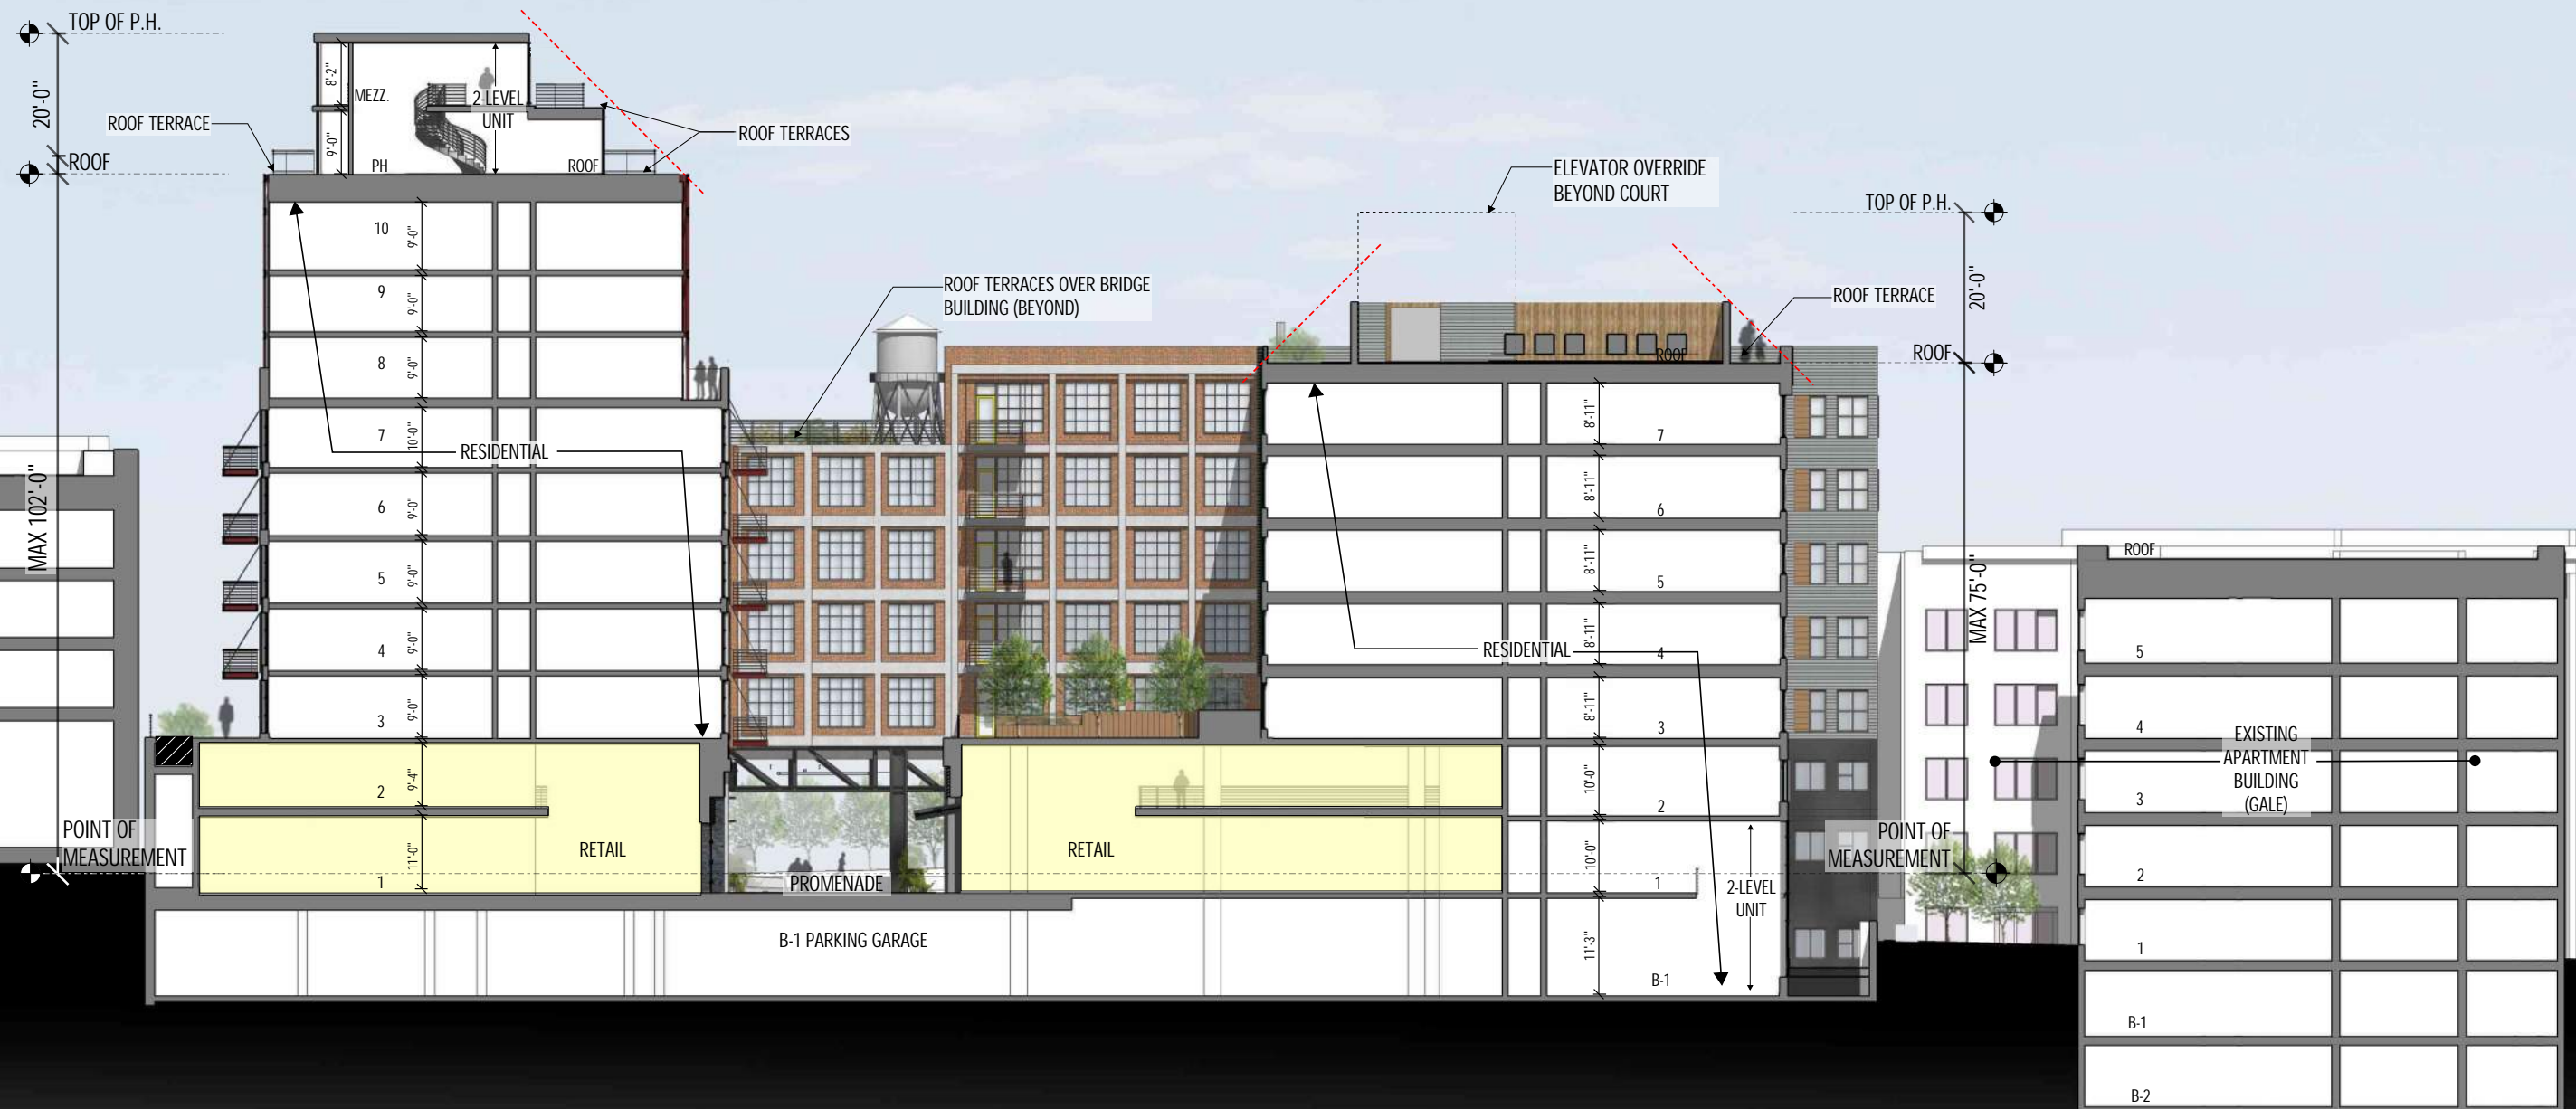 TOP OF P.H.
20'-0"
ROOF
MAX 102'-0"
POINT OF
MEASUREMENT
ROOF TERRACE
8'-2"
MEZZ.
9'-0"
PH
2-LEVEL
UNIT
ROOF
ROOF TERRACES
10
9'-0"
9
9'-0"
8
9'-0"
7
10'-0"
RESIDENTIAL
6
9'-0"
5
9'-0"
4
9'-0"
3
9'-0"
2
9'-4"
1
11'-0"
RETAIL
ROOF TERRACES OVER BRIDGE
BUILDING (BEYOND)
PROMENADE
B-1 PARKING GARAGE
RETAIL
ELEVATOR OVERRIDE
BEYOND COURT
ROOF TERRACE
ROOF
8'-11"
7
8'-11"
6
8'-11"
5
8'-11"
4
RESIDENTIAL
8'-11"
3
10'-0"
2
10'-0"
1
2-LEVEL
UNIT
11'-3"
B-1
TOP OF P.H.
20'-0"
ROOF
MAX 75'-0"
POINT OF
MEASUREMENT
ROOF
5
4
EXISTING
APARTMENT
BUILDING
(GALE)
3
2
1
B-1
B-2